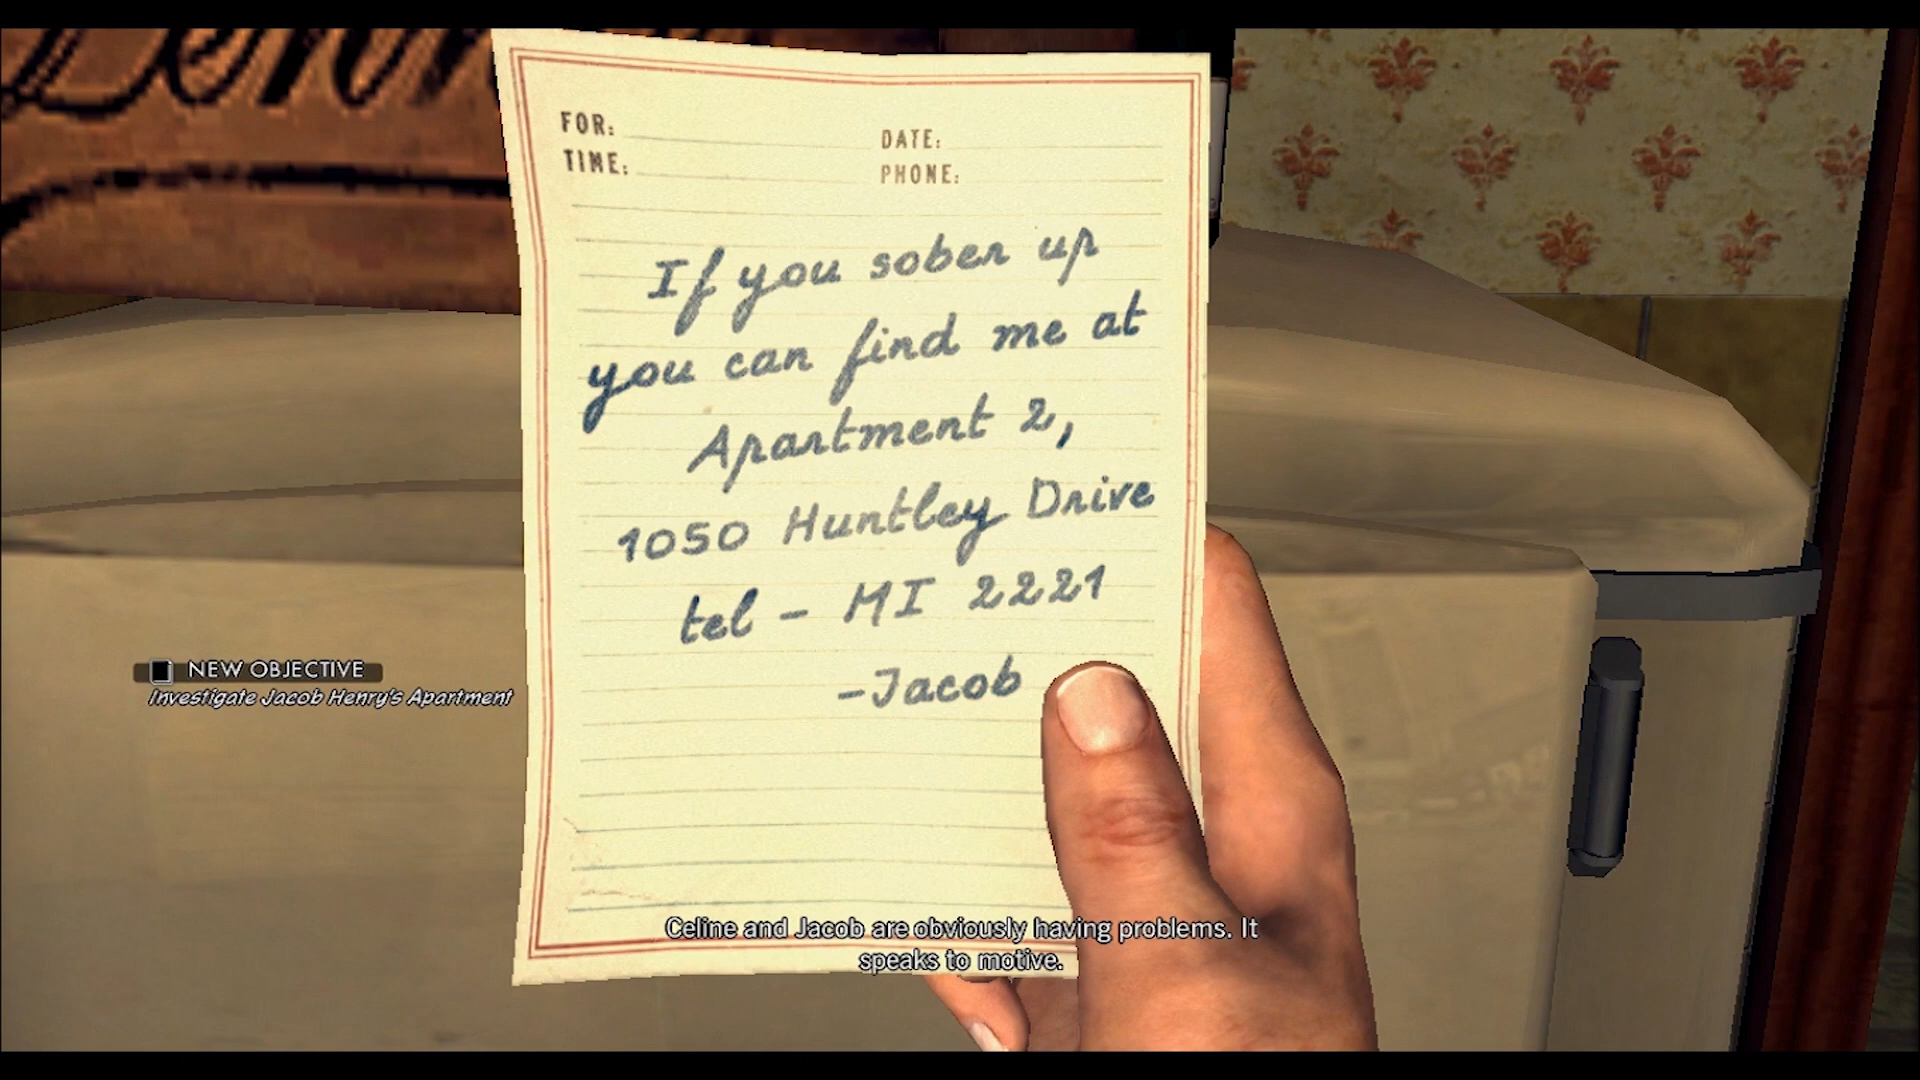 FOR:
DATE:
TIME:
PHONE:
If you sober up
you can find me at
Apartment 2,
1050 Huntley Drive
tel - MI 2221
-Jacob
NEW OBJECTIVE
Investigate Jacob Henry's Apartment
Celine and Jacob are obviously having problems. It
speaks to motive.